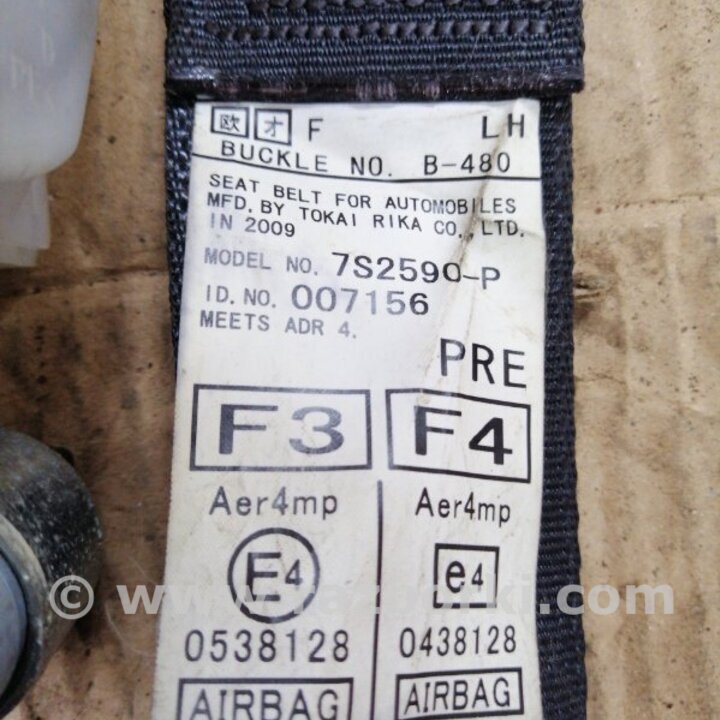 欧 オ F LH
BUCKLE NO. B-480
SEAT BELT FOR AUTOMOBILES
MFD. BY TOKAI RIKA CO., LTD.
IN 2009
MODEL NO. 7S2590-P
ID. NO. 007156
MEETS ADR 4.
PRE
F3 F4
Aer4mp Aer4mp
E4 e4
0538128 0438128
AIRBAG AIRBAG